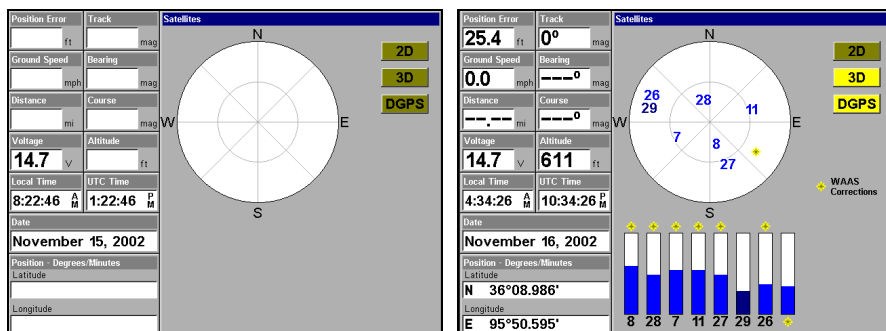 Position Error
Track
ft
mag
Ground Speed
Bearing
mph
mag
Distance
Course
mi
mag
Voltage
Altitude
14.7 V
ft
Local Time
UTC Time
8:22:46 AM
1:22:46 PM
Date
November 15, 2002
Position - Degrees/Minutes
Latitude
Longitude
Satellites
N
W
E
S
2D
3D
DGPS
Position Error
Track
25.4 ft
0º mag
Ground Speed
Bearing
0.0 mph
---º mag
Distance
Course
--.-- mi
---º mag
Voltage
Altitude
14.7 V
611 ft
Local Time
UTC Time
4:34:26 AM
10:34:26 PM
Date
November 16, 2002
Position - Degrees/Minutes
Latitude
N 36°08.986'
Longitude
E 95°50.595'
Satellites
N
26
29
28
11
W
E
7
8
27
S
2D
3D
DGPS
WAAS
Corrections
8 28 7 11 27 29 26